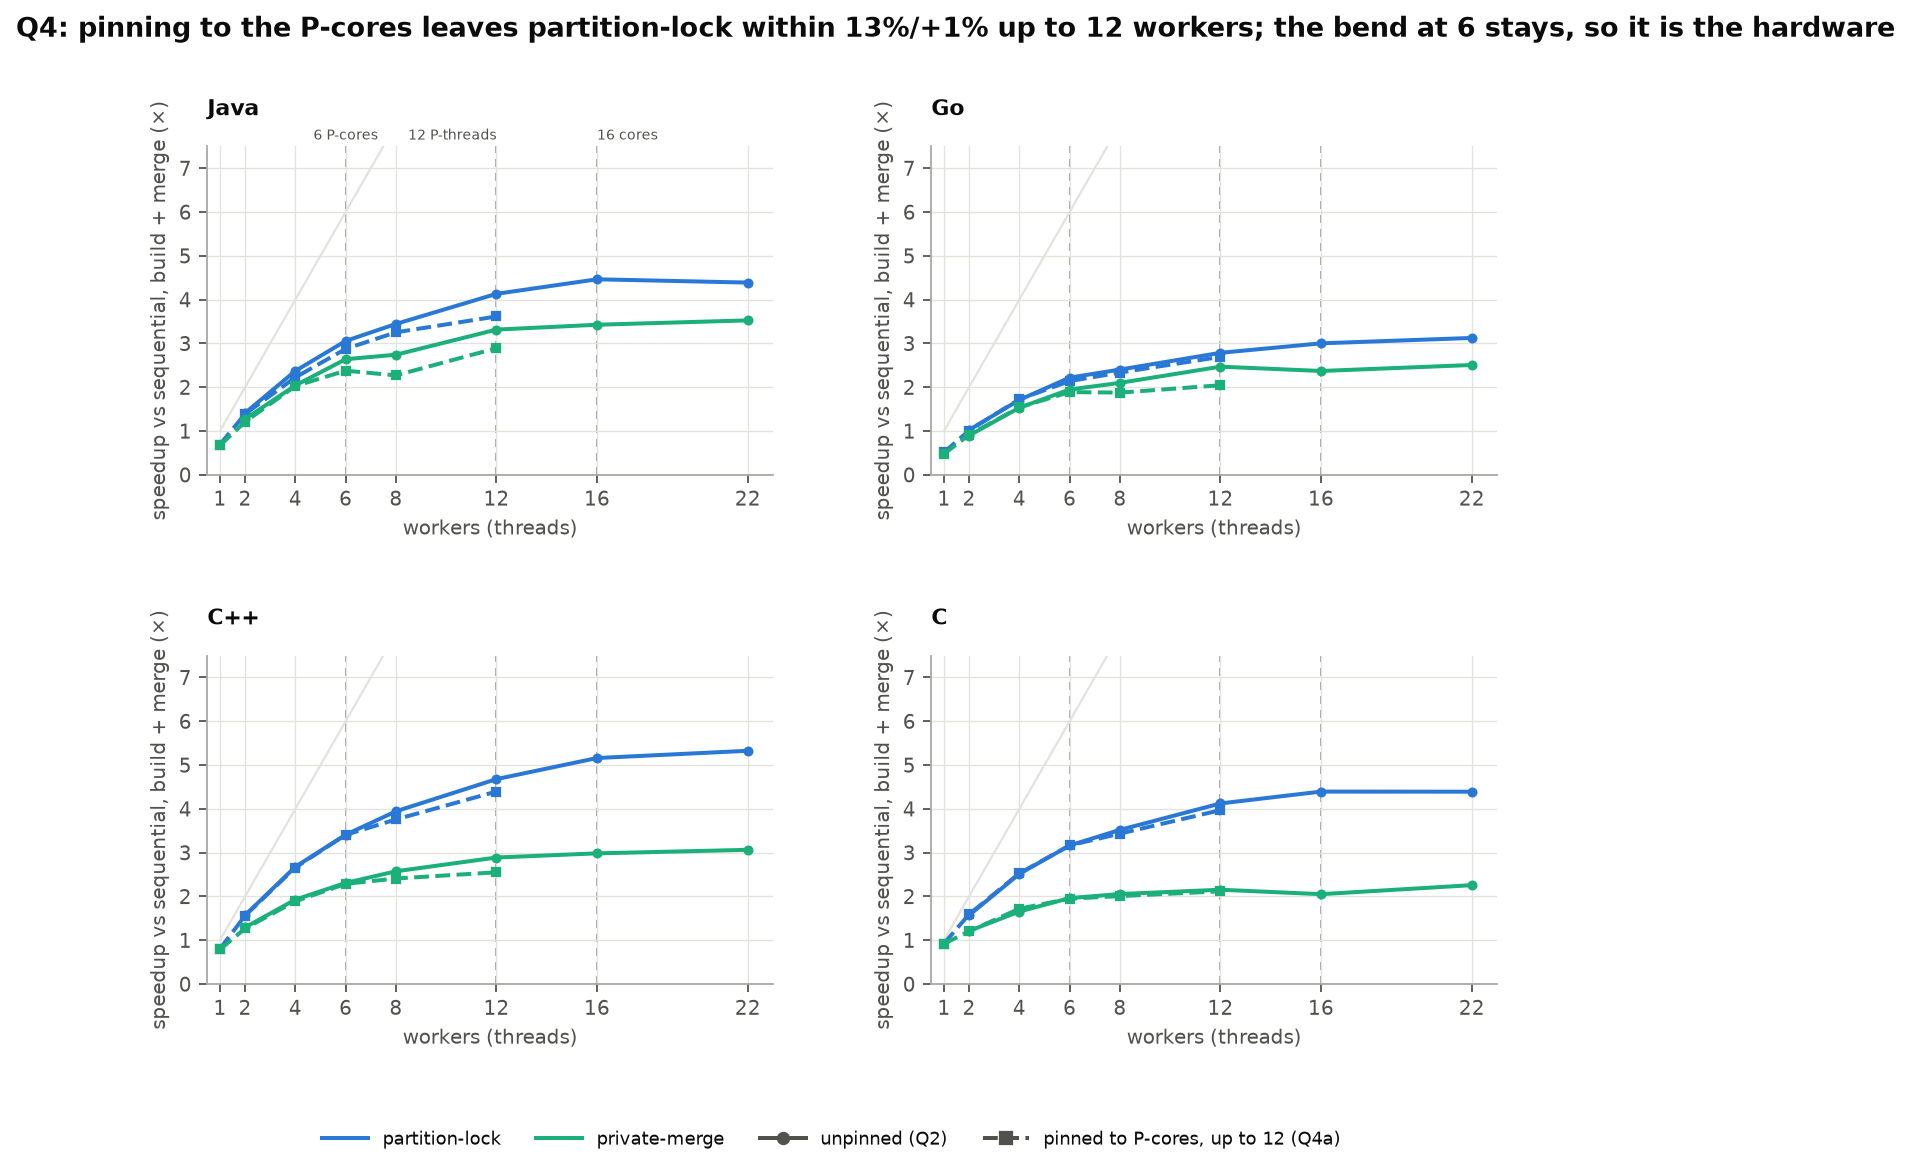 Q4: pinning to the P-cores leaves partition-lock within 13%/+1% up to 12 workers; the bend at 6 stays, so it is the hardware
Java
6 P-cores 12 P-threads 16 cores
speedup vs sequential, build + merge (×)
7
6
5
4
3
2
1
0
1 2 4 6 8 12 16 22
workers (threads)
Go
speedup vs sequential, build + merge (×)
7
6
5
4
3
2
1
0
1 2 4 6 8 12 16 22
workers (threads)
C++
speedup vs sequential, build + merge (×)
7
6
5
4
3
2
1
0
1 2 4 6 8 12 16 22
workers (threads)
C
speedup vs sequential, build + merge (×)
7
6
5
4
3
2
1
0
1 2 4 6 8 12 16 22
workers (threads)
partition-lock private-merge unpinned (Q2) pinned to P-cores, up to 12 (Q4a)